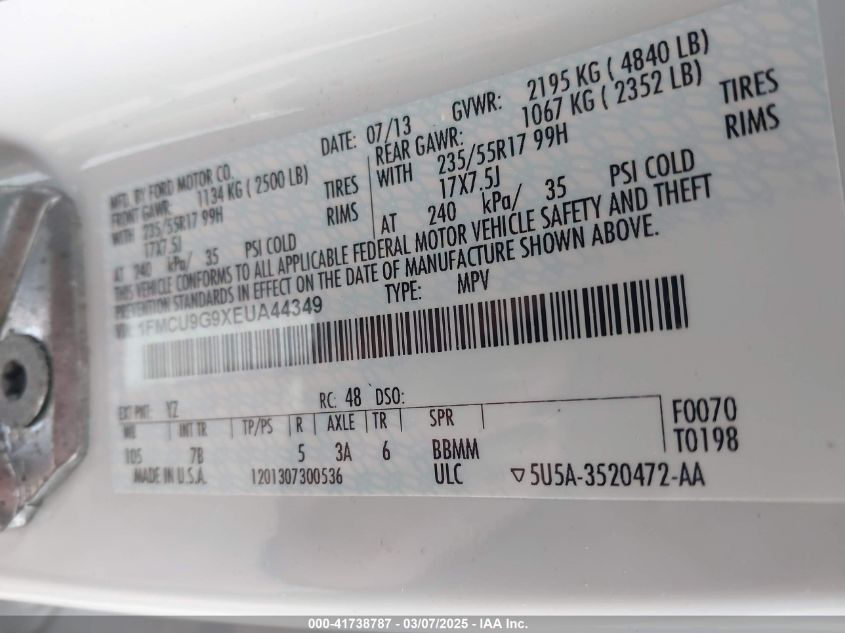 MFD. BY FORD MOTOR CO.
DATE: 07/13
GVWR: 2195 KG ( 4840 LB)
FRONT GAWR: 1134 KG ( 2500 LB)
REAR GAWR: 1067 KG ( 2352 LB)
WITH 235/55R17 99H TIRES
WITH 235/55R17 99H TIRES
17X7.5J RIMS
17X7.5J RIMS
AT 240 kPa/ 35 PSI COLD
AT 240 kPa/ 35 PSI COLD
THIS VEHICLE CONFORMS TO ALL APPLICABLE FEDERAL MOTOR VEHICLE SAFETY AND THEFT
PREVENTION STANDARDS IN EFFECT ON THE DATE OF MANUFACTURE SHOWN ABOVE.
VIN: 1FMCU9G9XEUA44349
TYPE: MPV
EXT PNT: YZ RC: 48 DSO:
WB INT TR TP/PS R AXLE TR SPR
105 7B 5 3A 6 BBMM
F0070
T0198
MADE IN U.S.A. 1201307300536 ULC ▽5U5A-3520472-AA
000-41738787 - 03/07/2025 - IAA Inc.